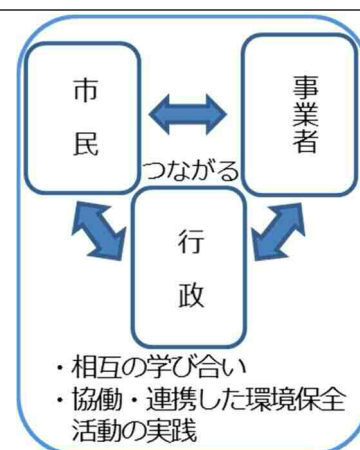 市民
事業者
つながる
行政
・相互の学び合い
・協働・連携した環境保全
活動の実践